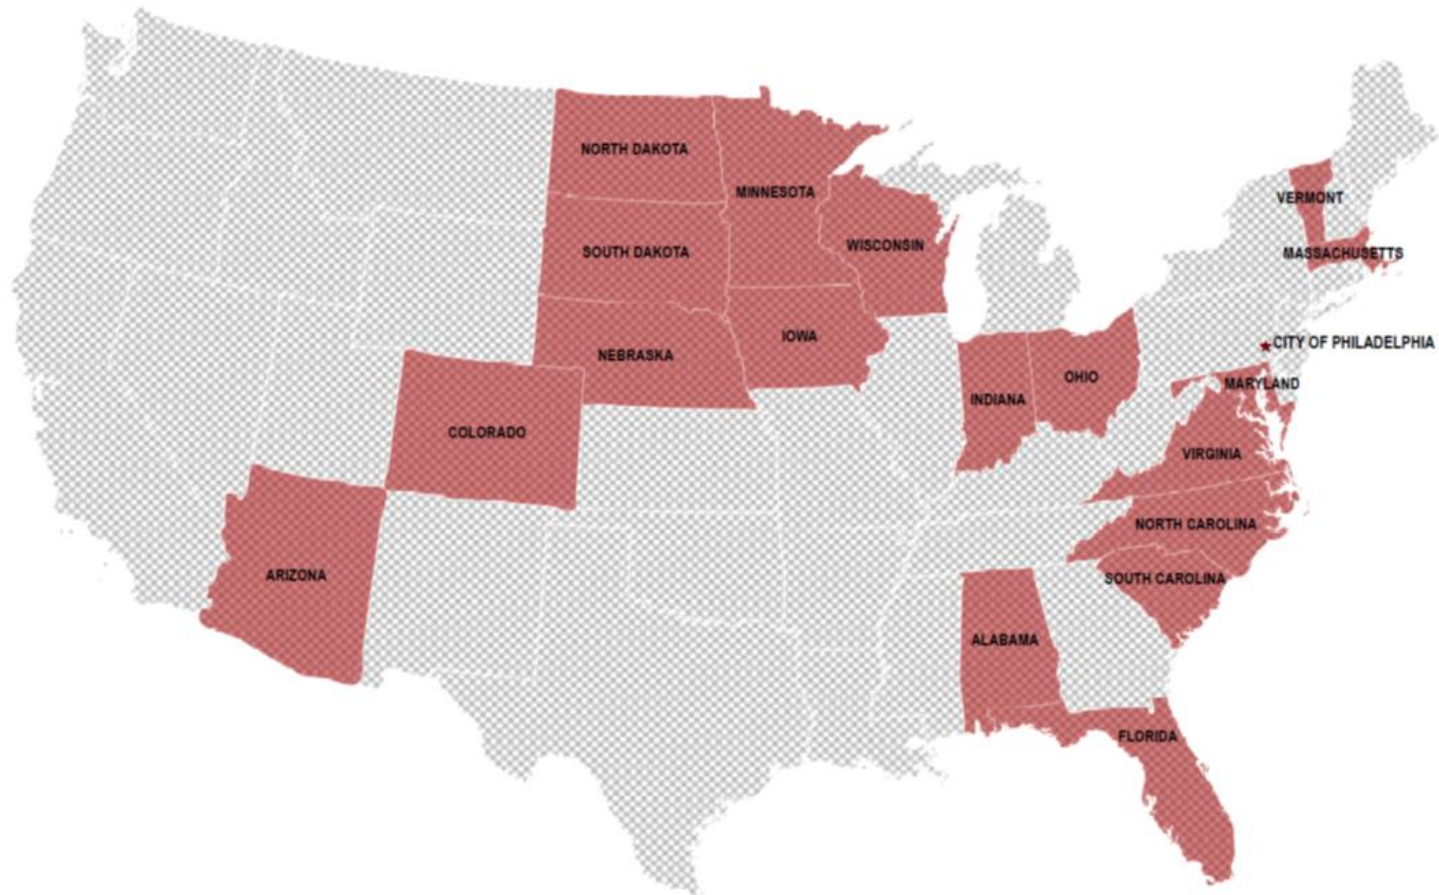 NORTH DAKOTA
MINNESOTA
VERMONT
WISCONSIN
SOUTH DAKOTA
MASSACHUSETTS
IOWA
CITY OF PHILADELPHIA
NEBRASKA
OHIO
MARYLAND
INDIANA
COLORADO
VIRGINIA
NORTH CAROLINA
ARIZONA
SOUTH CAROLINA
ALABAMA
FLORIDA